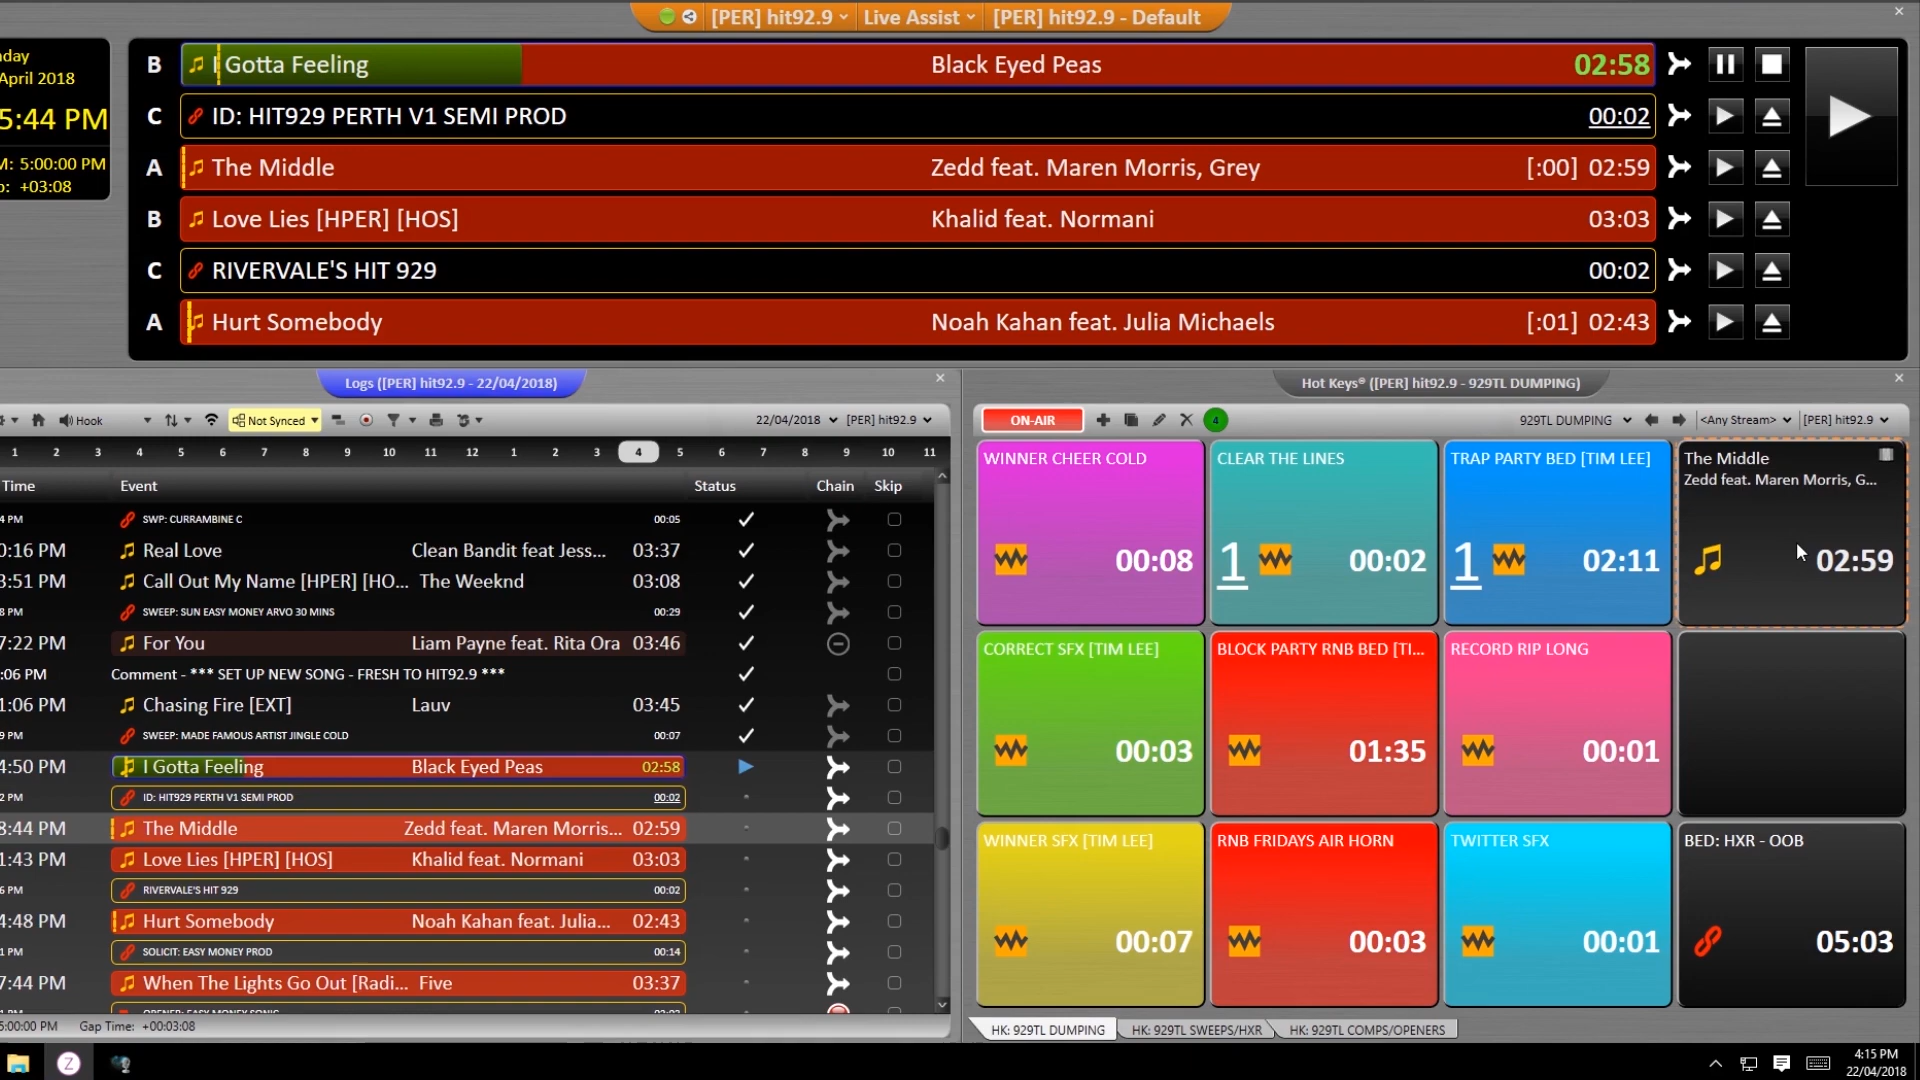 [PER] hit92.9 Live Assist [PER] hit92.9 - Default
day
April 2018
5:44 PM
M: 5:00:00 PM
: +03:08
B I Gotta Feeling Black Eyed Peas 02:58
C ID: HIT929 PERTH V1 SEMI PROD 00:02
A The Middle Zedd feat. Maren Morris, Grey [:00] 02:59
B Love Lies [HPER] [HOS] Khalid feat. Normani 03:03
C RIVERVALE'S HIT 929 00:02
A Hurt Somebody Noah Kahan feat. Julia Michaels [:01] 02:43
Logs ([PER] hit92.9 - 22/04/2018)
Hook Not Synced 22/04/2018 [PER] hit92.9
1 2 3 4 5 6 7 8 9 10 11 12 1 2 3 4 5 6 7 8 9 10 11
Time Event Status Chain Skip
4 PM SWP: CURRAMBINE C 00:05
0:16 PM Real Love Clean Bandit feat Jess... 03:37
3:51 PM Call Out My Name [HPER] [HO... The Weeknd 03:08
8 PM SWEEP: SUN EASY MONEY ARVO 30 MINS 00:29
7:22 PM For You Liam Payne feat. Rita Ora 03:46
:06 PM Comment - *** SET UP NEW SONG - FRESH TO HIT92.9 ***
1:06 PM Chasing Fire [EXT] Lauv 03:45
9 PM SWEEP: MADE FAMOUS ARTIST JINGLE COLD 00:07
4:50 PM I Gotta Feeling Black Eyed Peas 02:58
2 PM ID: HIT929 PERTH V1 SEMI PROD 00:02
8:44 PM The Middle Zedd feat. Maren Morris... 02:59
1:43 PM Love Lies [HPER] [HOS] Khalid feat. Normani 03:03
6 PM RIVERVALE'S HIT 929 00:02
4:48 PM Hurt Somebody Noah Kahan feat. Julia... 02:43
1 PM SOLICIT: EASY MONEY PROD 00:14
7:44 PM When The Lights Go Out [Radi... Five 03:37
5:00:00 PM Gap Time: +00:03:08
Hot Keys® ([PER] hit92.9 - 929TL DUMPING)
ON-AIR 4 929TL DUMPING <Any Stream> [PER] hit92.9
WINNER CHEER COLD
00:08
CLEAR THE LINES
1 00:02
TRAP PARTY BED [TIM LEE]
1 02:11
The Middle
Zedd feat. Maren Morris, G...
02:59
CORRECT SFX [TIM LEE]
00:03
BLOCK PARTY RNB BED [TI...
01:35
RECORD RIP LONG
00:01
WINNER SFX [TIM LEE]
00:07
RNB FRIDAYS AIR HORN
00:03
TWITTER SFX
00:01
BED: HXR - OOB
05:03
HK: 929TL DUMPING HK: 929TL SWEEPS/HXR HK: 929TL COMPS/OPENERS
Z
4:15 PM
22/04/2018